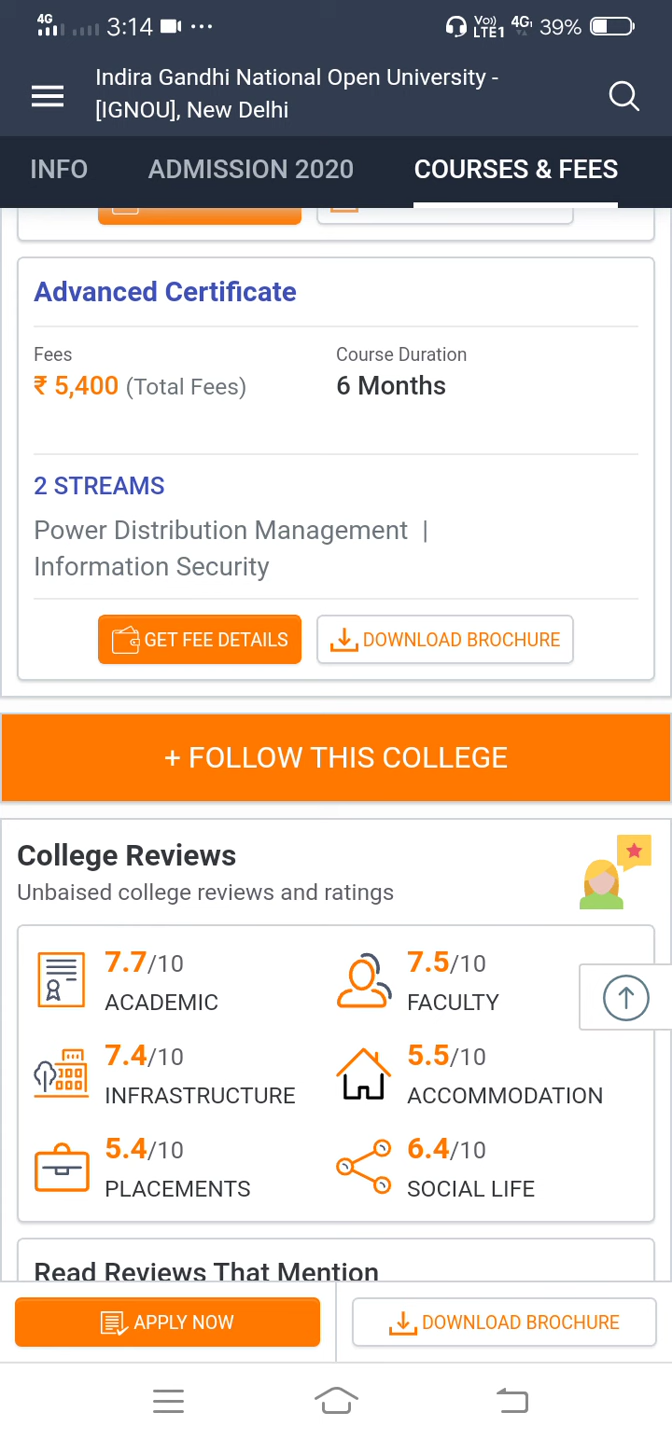 4G 3:14 ... Vo)) LTE1 4G 39%
Indira Gandhi National Open University -
[IGNOU], New Delhi
INFO ADMISSION 2020 COURSES & FEES
Advanced Certificate
Fees Course Duration
₹ 5,400 (Total Fees) 6 Months
2 STREAMS
Power Distribution Management |
Information Security
GET FEE DETAILS DOWNLOAD BROCHURE
+ FOLLOW THIS COLLEGE
College Reviews
Unbaised college reviews and ratings
7.7/10 7.5/10
ACADEMIC FACULTY
7.4/10 5.5/10
INFRASTRUCTURE ACCOMMODATION
5.4/10 6.4/10
PLACEMENTS SOCIAL LIFE
Read Reviews That Mention
APPLY NOW DOWNLOAD BROCHURE